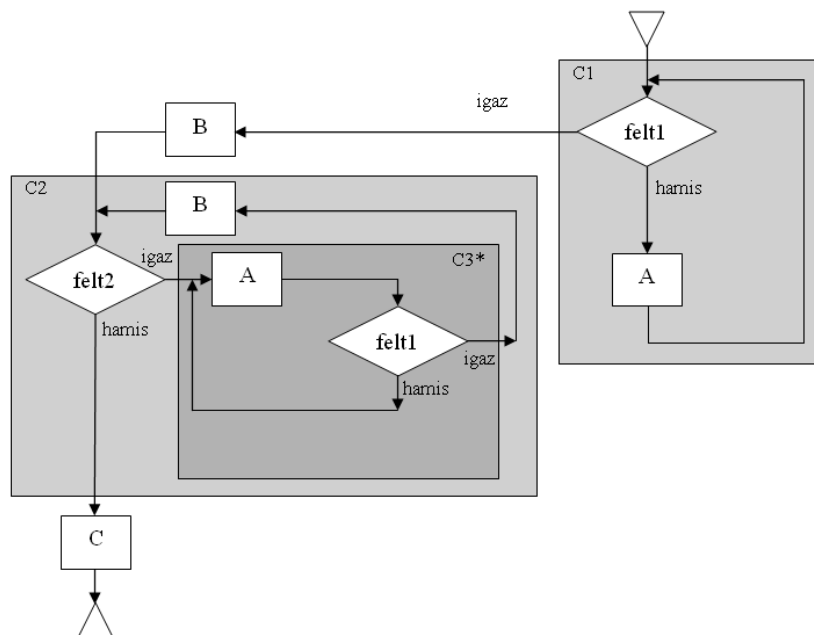 C1
igaz
B
felt1
hamis
C2
B
igaz
A
C3*
felt2
A
hamis
felt1
igaz
hamis
C